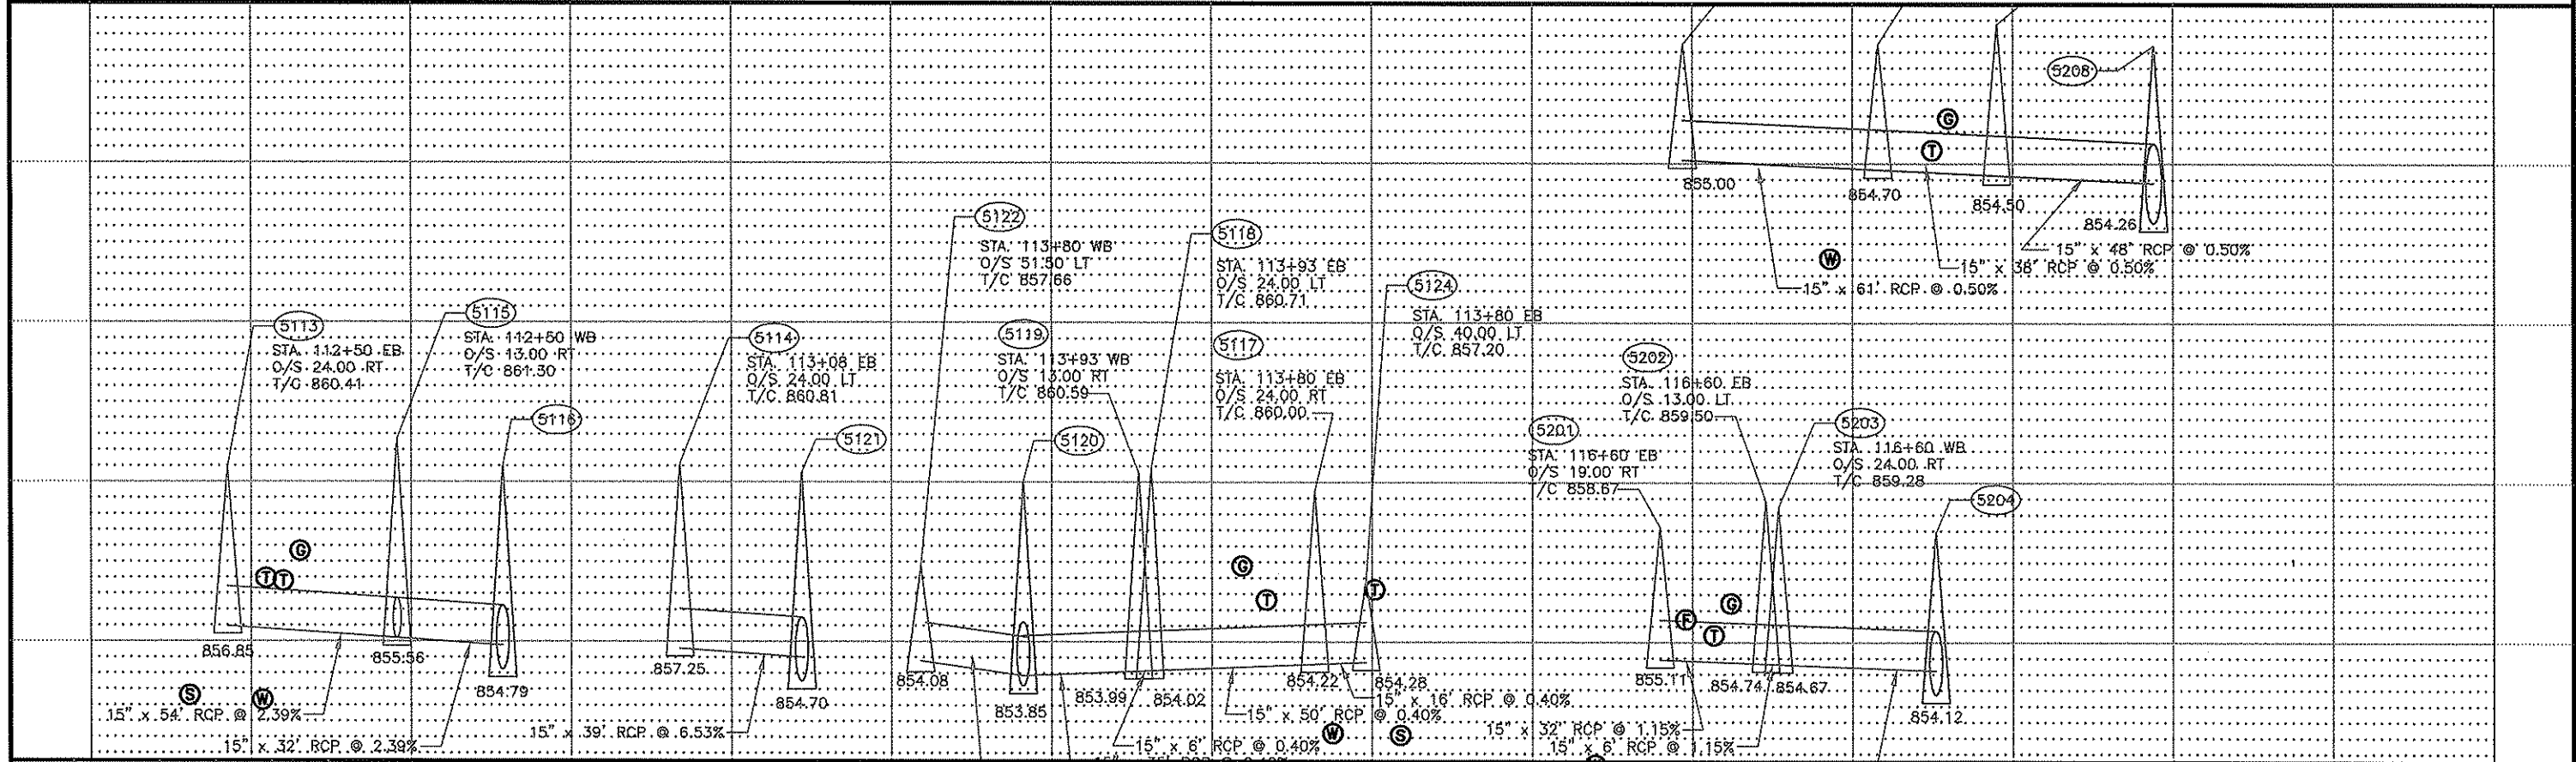 5208
G
T
855.00
854.70
854.50
854.26
W
15" x 48' RCP @ 0.50%
15" x 38' RCP @ 0.50%
15" x 61' RCP @ 0.50%
5122
STA. 113+80 WB
O/S 51.50 LT
T/C 857.66
5118
STA. 113+93 EB
O/S 24.00 LT
T/C 860.71
5124
STA. 113+80 EB
O/S 40.00 LT
T/C 857.20
5113
STA. 112+50 EB
O/S 24.00 RT
T/C 860.41
5115
STA. 112+50 WB
O/S 13.00 RT
T/C 861.30
5114
STA. 113+08 EB
O/S 24.00 LT
T/C 860.81
5119
STA. 113+93 WB
O/S 13.00 RT
T/C 860.59
5117
STA. 113+80 EB
O/S 24.00 RT
T/C 860.00
5202
STA. 116+60 EB
O/S 13.00 LT
T/C 859.50
5116
5121
5120
5201
STA. 116+60 EB
O/S 19.00 RT
T/C 858.67
5203
STA. 116+60 WB
O/S 24.00 RT
T/C 859.28
5204
G
T T
G
T
T
F
G
T
856.85
855.56
854.79
857.25
854.70
854.08
853.85
853.99
854.02
854.22
854.28
855.11
854.74
854.67
854.12
S
W
15" x 54' RCP @ 2.39%
15" x 32' RCP @ 2.39%
15" x 39' RCP @ 6.53%
15" x 16' RCP @ 0.40%
15" x 50' RCP @ 0.40%
15" x 6' RCP @ 0.40%
W
S
15" x 32' RCP @ 1.15%
15" x 6' RCP @ 1.15%